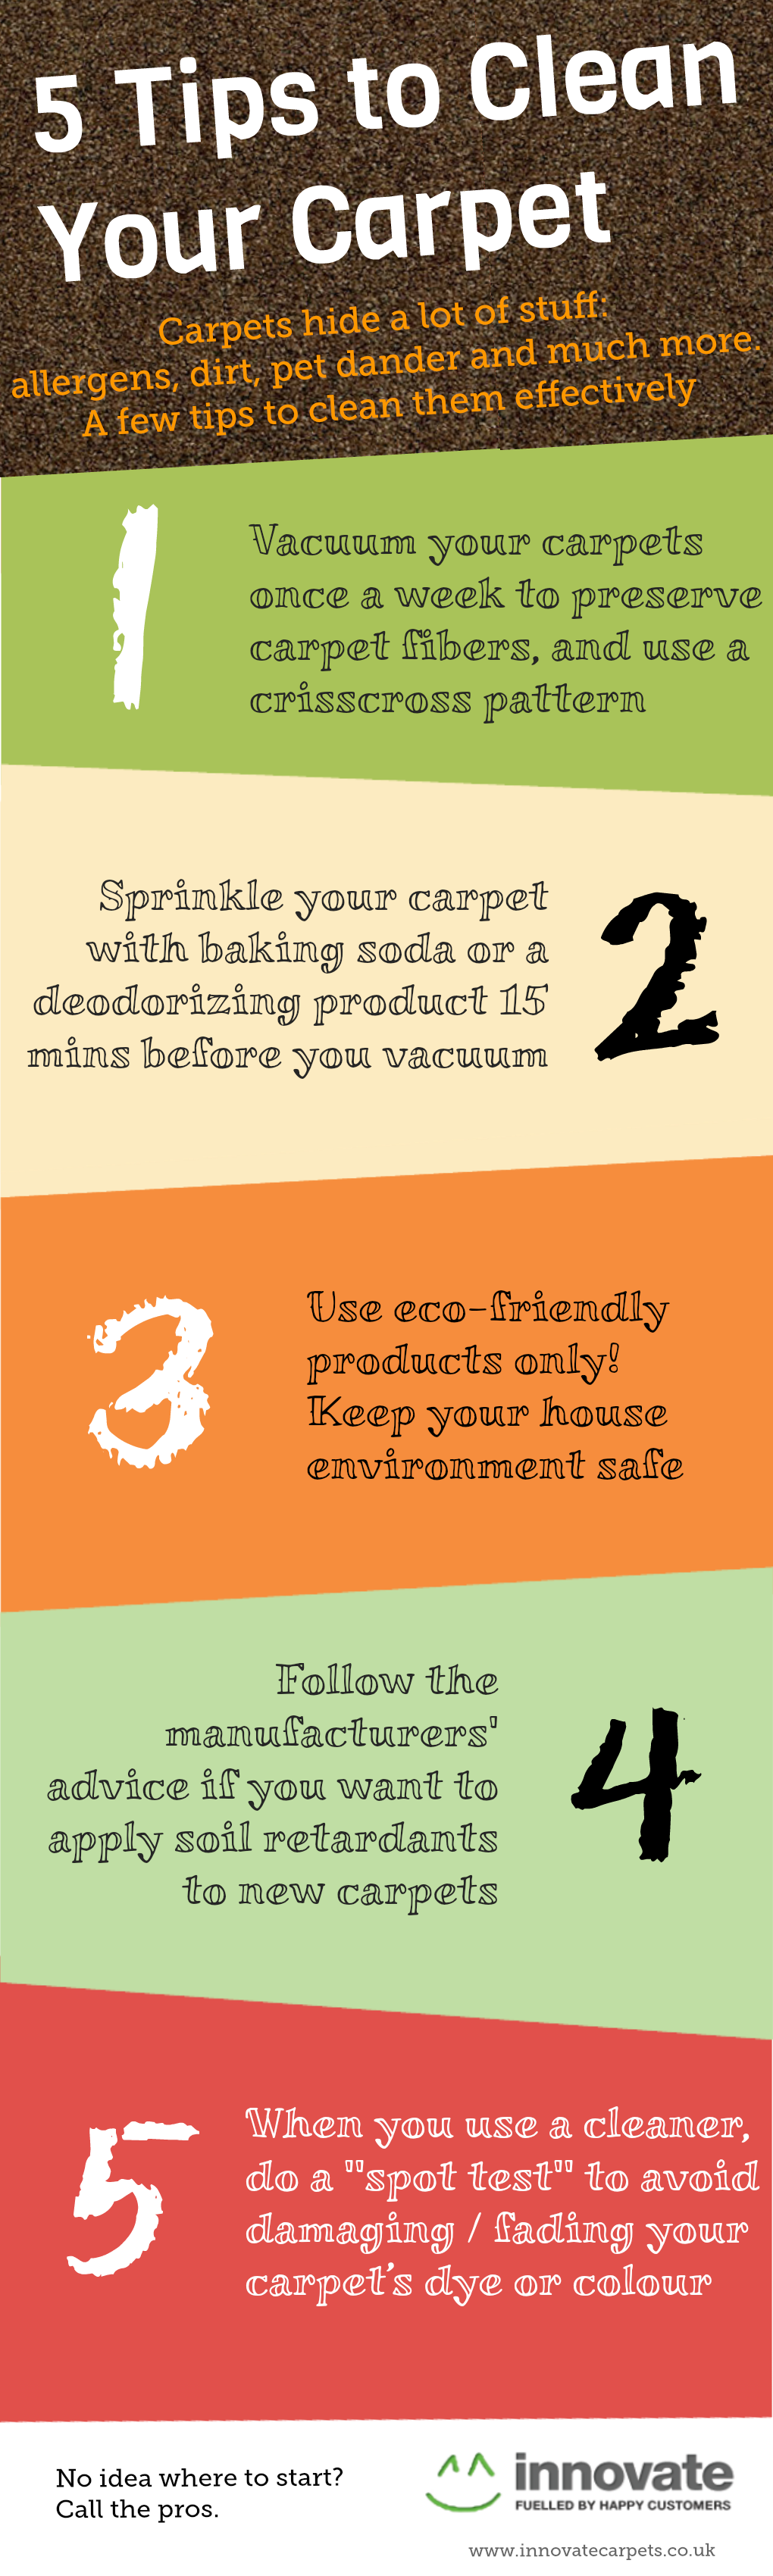 5 Tips to Clean
Your Carpet
Carpets hide a lot of stuff:
allergens, dirt, pet dander and much more.
A few tips to clean them effectively
1
Vacuum your carpets
once a week to preserve
carpet fibers, and use a
crisscross pattern
Sprinkle your carpet
with baking soda or a
deodorizing product 15
mins before you vacuum
2
3
Use eco-friendly
products only!
Keep your house
environment safe
Follow the
manufacturers'
advice if you want to
apply soil retardants
to new carpets
4
5
When you use a cleaner,
do a "spot test" to avoid
damaging / fading your
carpet's dye or colour
No idea where to start?
Call the pros.
innovate
FUELLED BY HAPPY CUSTOMERS
www.innovatecarpets.co.uk